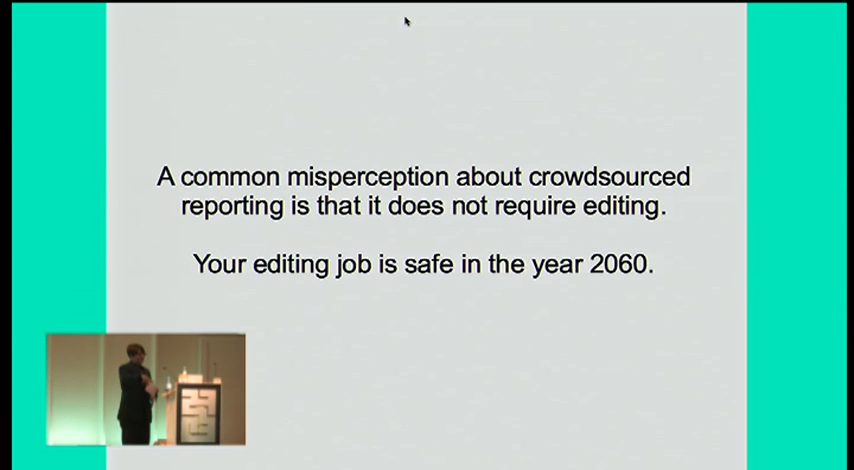 A common misperception about crowdsourced
reporting is that it does not require editing.
Your editing job is safe in the year 2060.